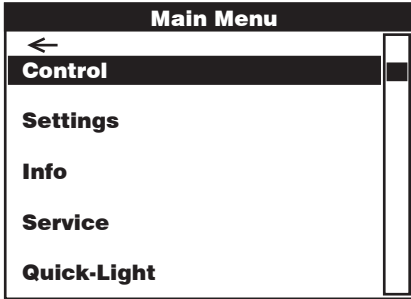 Main Menu
Control
Settings
Info
Service
Quick-Light